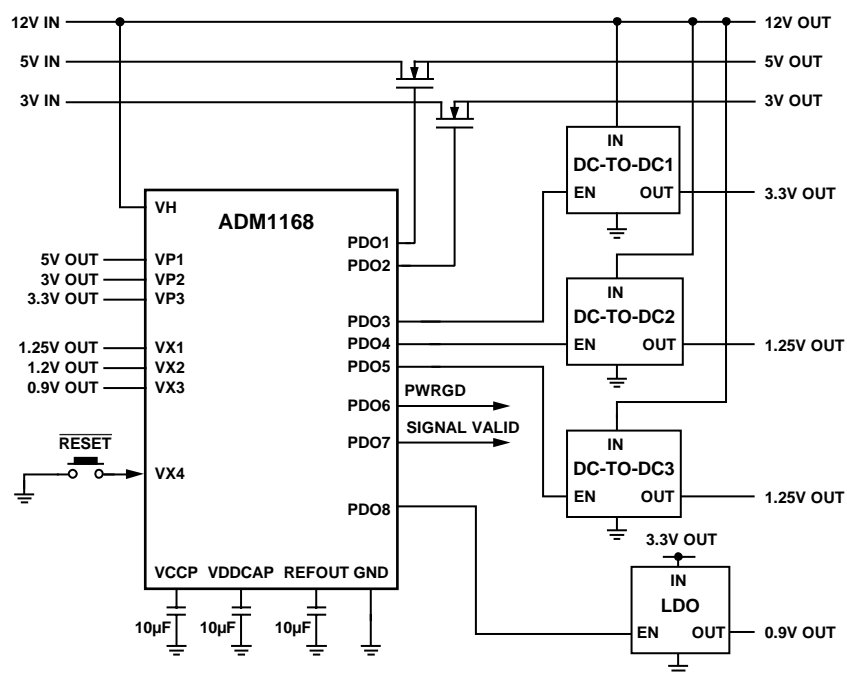 12V IN
12V OUT
5V IN
5V OUT
3V IN
3V OUT
IN
DC-TO-DC1
EN OUT
3.3V OUT
VH
ADM1168
PDO1
PDO2
5V OUT
VP1
3V OUT
VP2
3.3V OUT
VP3
IN
DC-TO-DC2
EN OUT
1.25V OUT
PDO3
PDO4
PDO5
1.25V OUT
VX1
1.2V OUT
VX2
0.9V OUT
VX3
PDO6
PWRGD
PDO7
SIGNAL VALID
RESET
VX4
PDO8
IN
DC-TO-DC3
EN OUT
1.25V OUT
3.3V OUT
IN
LDO
EN OUT
0.9V OUT
VCCP VDDCAP REFOUT GND
10µF 10µF 10µF